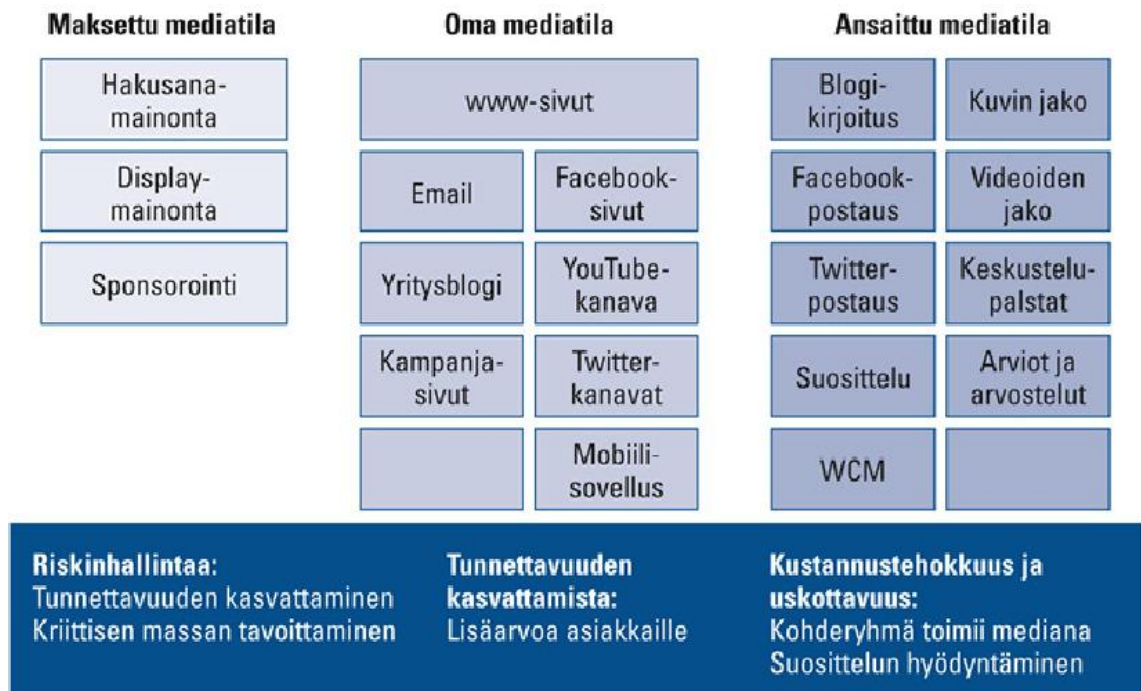 Maksettu mediatila
Hakusana-
mainonta
Display-
mainonta
Sponsorointi
Oma mediatila
www-sivut
Email
Facebook-
sivut
Yritysblogi
YouTube-
kanava
Kampanja-
sivut
Twitter-
kanavat
Mobiili-
sovellus
Ansaittu mediatila
Blogi-
kirjoitus
Kuvin jako
Facebook-
postaus
Videoiden
jako
Twitter-
postaus
Keskustelu-
palstat
Suosittelu
Arviot ja
arvostelut
WCM
Riskinhallintaa:
Tunnettavuuden kasvattaminen
Kriittisen massan tavoittaminen
Tunnettavuuden
kasvattamista:
Lisäarvoa asiakkaille
Kustannustehokkuus ja
uskottavuus:
Kohderyhmä toimii mediana
Suosittelun hyödyntäminen